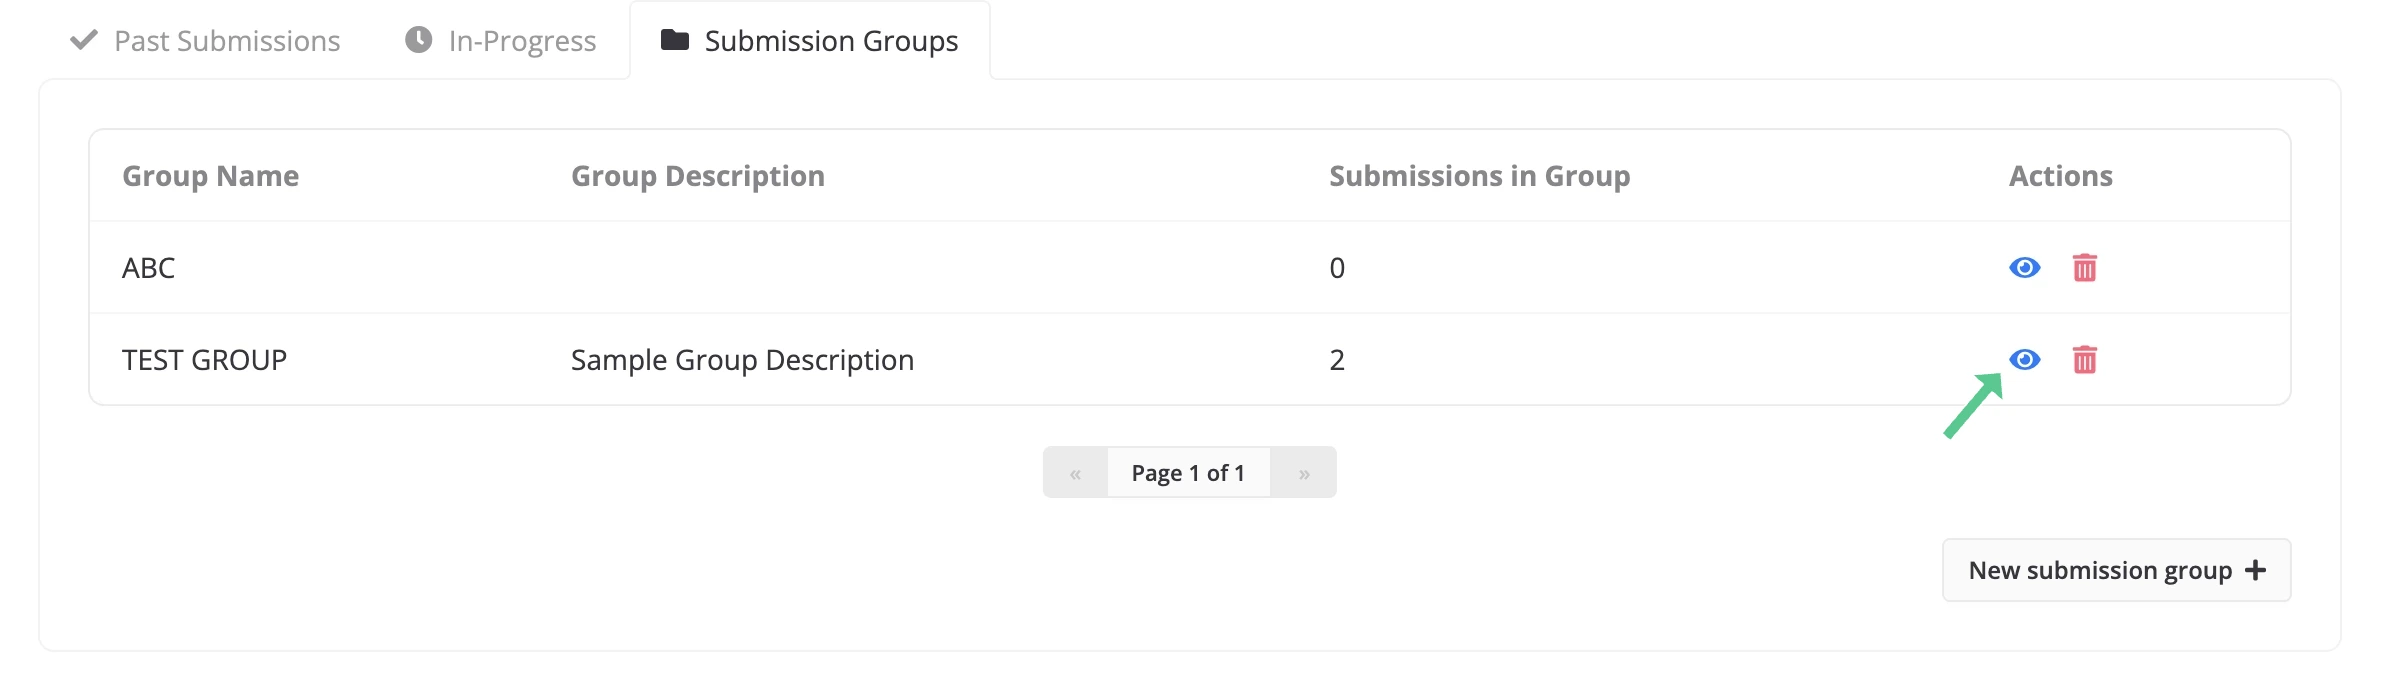 Past Submissions In-Progress Submission Groups
Group Name Group Description Submissions in Group Actions
ABC 0
TEST GROUP Sample Group Description 2
« Page 1 of 1 »
New submission group +